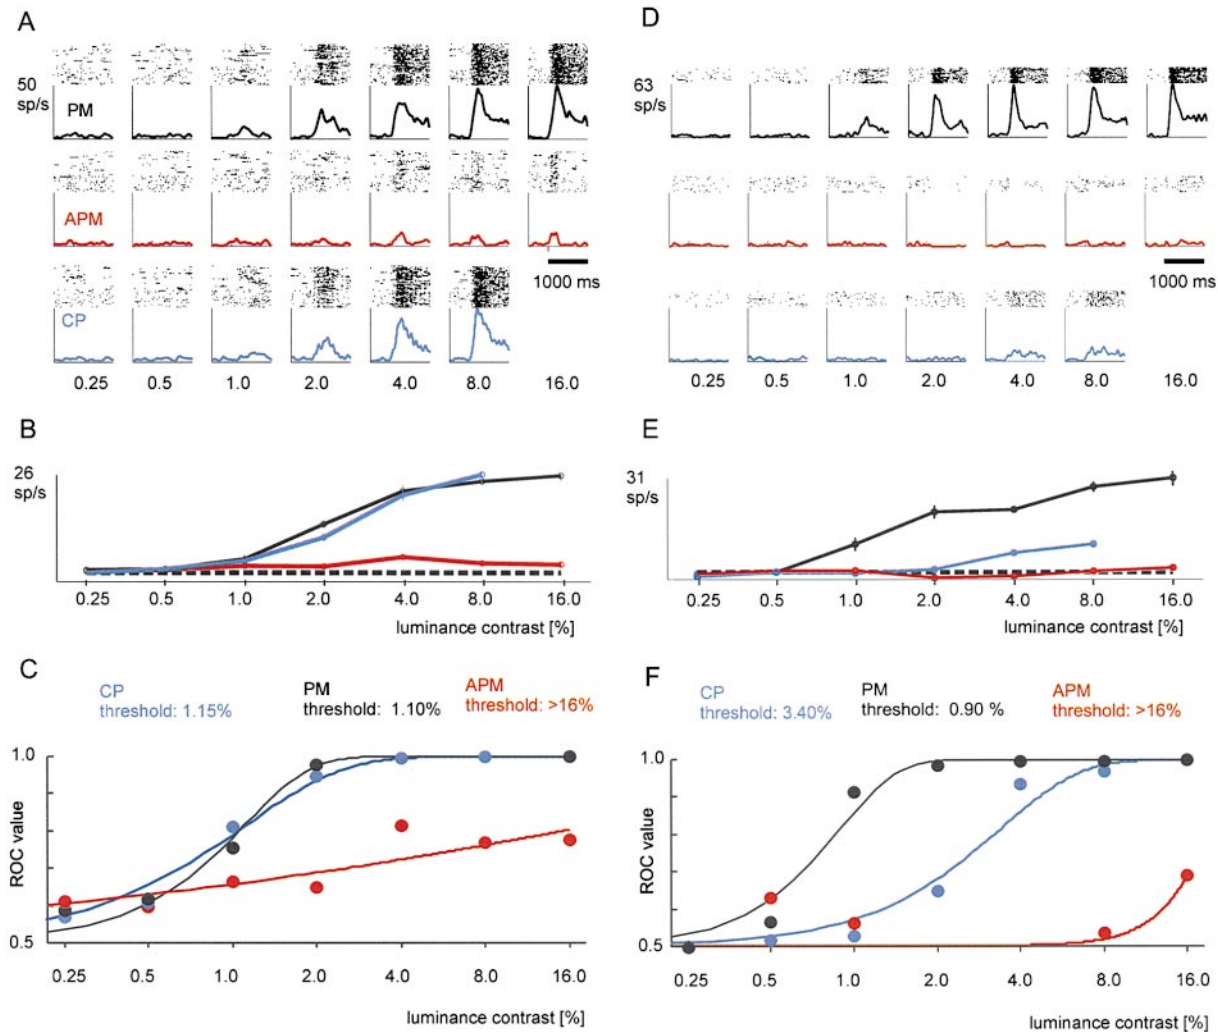 A
50
sp/s
PM
APM
1000 ms
CP
0.25 0.5 1.0 2.0 4.0 8.0 16.0
B
26
sp/s
0.25 0.5 1.0 2.0 4.0 8.0 16.0
luminance contrast [%]
C
CP PM APM
threshold: 1.15% threshold: 1.10% threshold: >16%
1.0
ROC value
0.5
0.25 0.5 1.0 2.0 4.0 8.0 16.0
luminance contrast [%]
D
63
sp/s
1000 ms
0.25 0.5 1.0 2.0 4.0 8.0 16.0
E
31
sp/s
0.25 0.5 1.0 2.0 4.0 8.0 16.0
luminance contrast [%]
F
CP PM APM
threshold: 3.40% threshold: 0.90 % threshold: >16%
1.0
ROC value
0.5
0.25 0.5 1.0 2.0 4.0 8.0 16.0
luminance contrast [%]